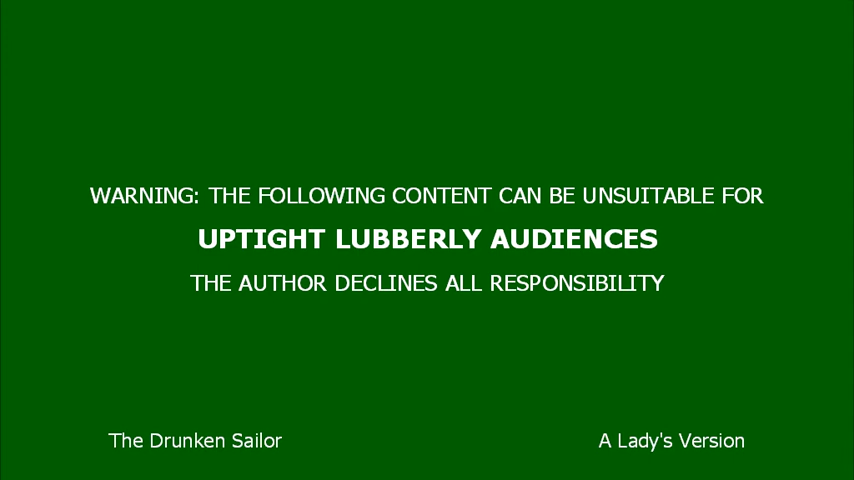 WARNING: THE FOLLOWING CONTENT CAN BE UNSUITABLE FOR
UPTIGHT LUBBERLY AUDIENCES
THE AUTHOR DECLINES ALL RESPONSIBILITY
The Drunken Sailor
A Lady's Version